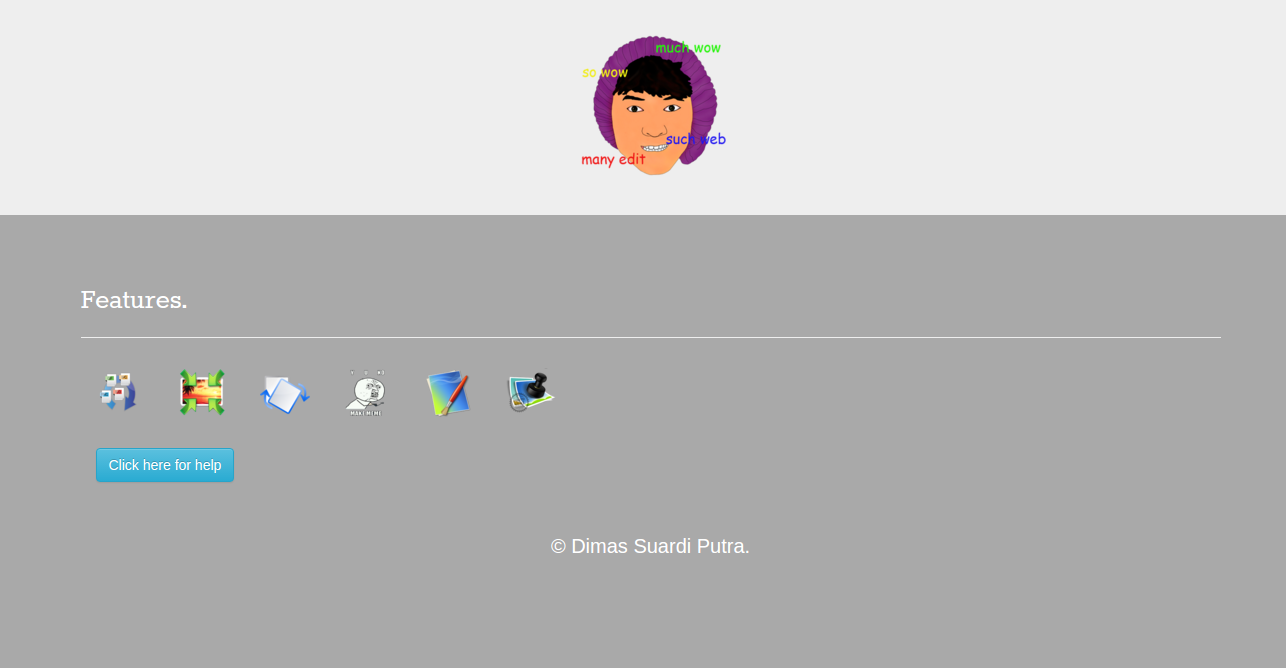 much wow
so wow
such web
many edit
Features.
MAKE MEME
Click here for help
© Dimas Suardi Putra.